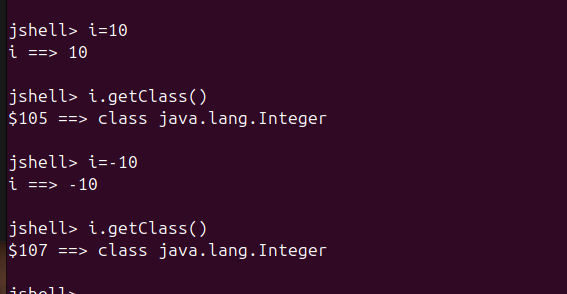 jshell> i=10
i ==> 10
jshell> i.getClass()
$105 ==> class java.lang.Integer
jshell> i=-10
i ==> -10
jshell> i.getClass()
$107 ==> class java.lang.Integer
jshell>